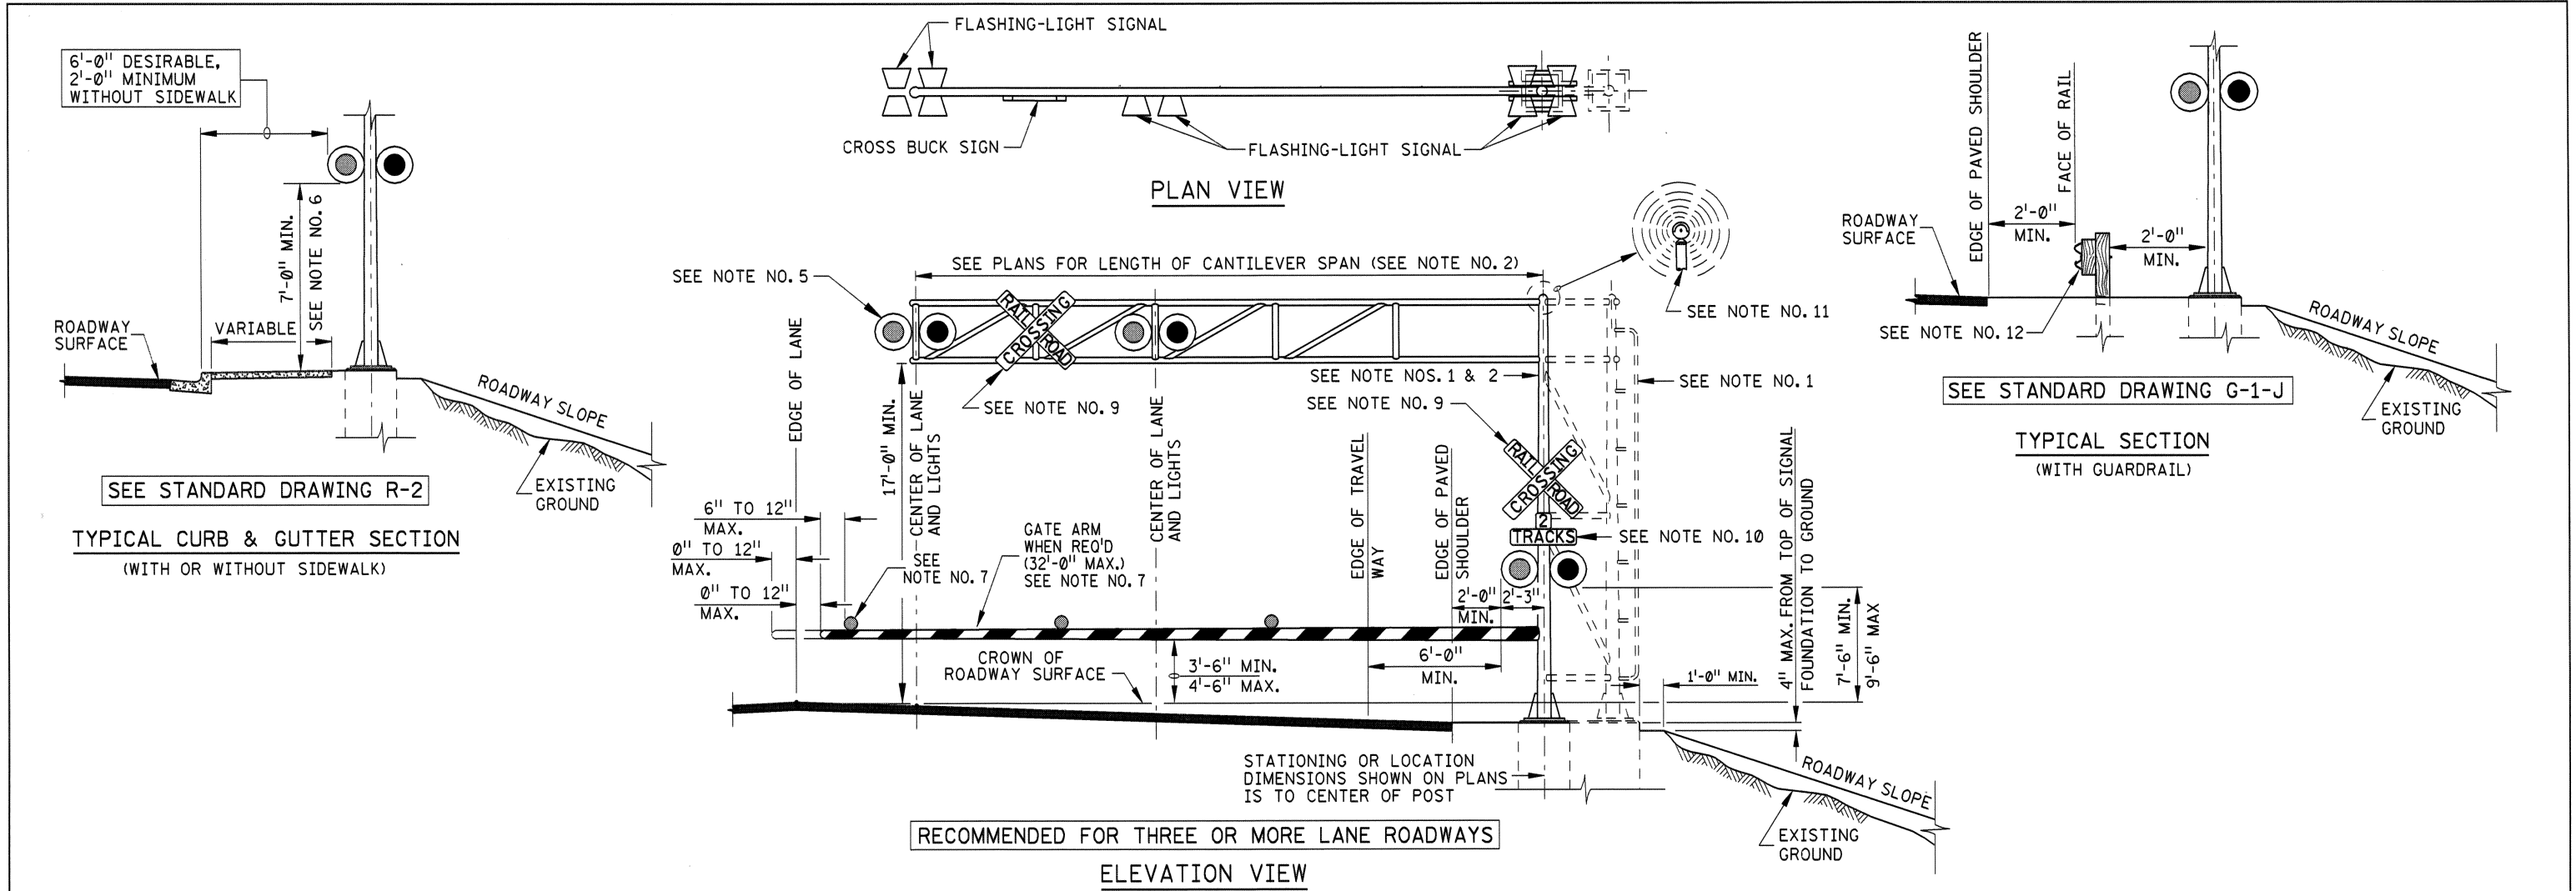 6'-0" DESIRABLE,
2'-0" MINIMUM
WITHOUT SIDEWALK
7'-0" MIN.
SEE NOTE NO. 6
ROADWAY
SURFACE
VARIABLE
ROADWAY SLOPE
EXISTING
GROUND
SEE STANDARD DRAWING R-2
TYPICAL CURB & GUTTER SECTION
(WITH OR WITHOUT SIDEWALK)
FLASHING-LIGHT SIGNAL
CROSS BUCK SIGN
FLASHING-LIGHT SIGNAL
PLAN VIEW
SEE NOTE NO. 5
SEE PLANS FOR LENGTH OF CANTILEVER SPAN (SEE NOTE NO. 2)
SEE NOTE NO. 11
RAIL
ROAD
CROSSING
SEE NOTE NO. 9
SEE NOTE NOS. 1 & 2
SEE NOTE NO. 1
SEE NOTE NO. 9
RAIL
ROAD
CROSSING
2
TRACKS
SEE NOTE NO. 10
EDGE OF LANE
17'-0" MIN.
CENTER OF LANE
AND LIGHTS
CENTER OF LANE
AND LIGHTS
EDGE OF TRAVEL
WAY
EDGE OF PAVED
SHOULDER
6" TO 12"
MAX.
0" TO 12"
MAX.
0" TO 12"
MAX.
SEE
NOTE NO. 7
GATE ARM
WHEN REQ'D
(32'-0" MAX.)
SEE NOTE NO. 7
2'-0"
MIN.
2'-3"
CROWN OF
ROADWAY SURFACE
3'-6" MIN.
4'-6" MAX.
6'-0"
MIN.
1'-0" MIN.
4" MAX. FROM TOP OF SIGNAL
FOUNDATION TO GROUND
7'-6" MIN.
9'-6" MAX
STATIONING OR LOCATION
DIMENSIONS SHOWN ON PLANS
IS TO CENTER OF POST
ROADWAY SLOPE
EXISTING
GROUND
RECOMMENDED FOR THREE OR MORE LANE ROADWAYS
ELEVATION VIEW
EDGE OF PAVED SHOULDER
FACE OF RAIL
ROADWAY
SURFACE
2'-0"
MIN.
2'-0"
MIN.
SEE NOTE NO. 12
ROADWAY SLOPE
EXISTING
GROUND
SEE STANDARD DRAWING G-1-J
TYPICAL SECTION
(WITH GUARDRAIL)